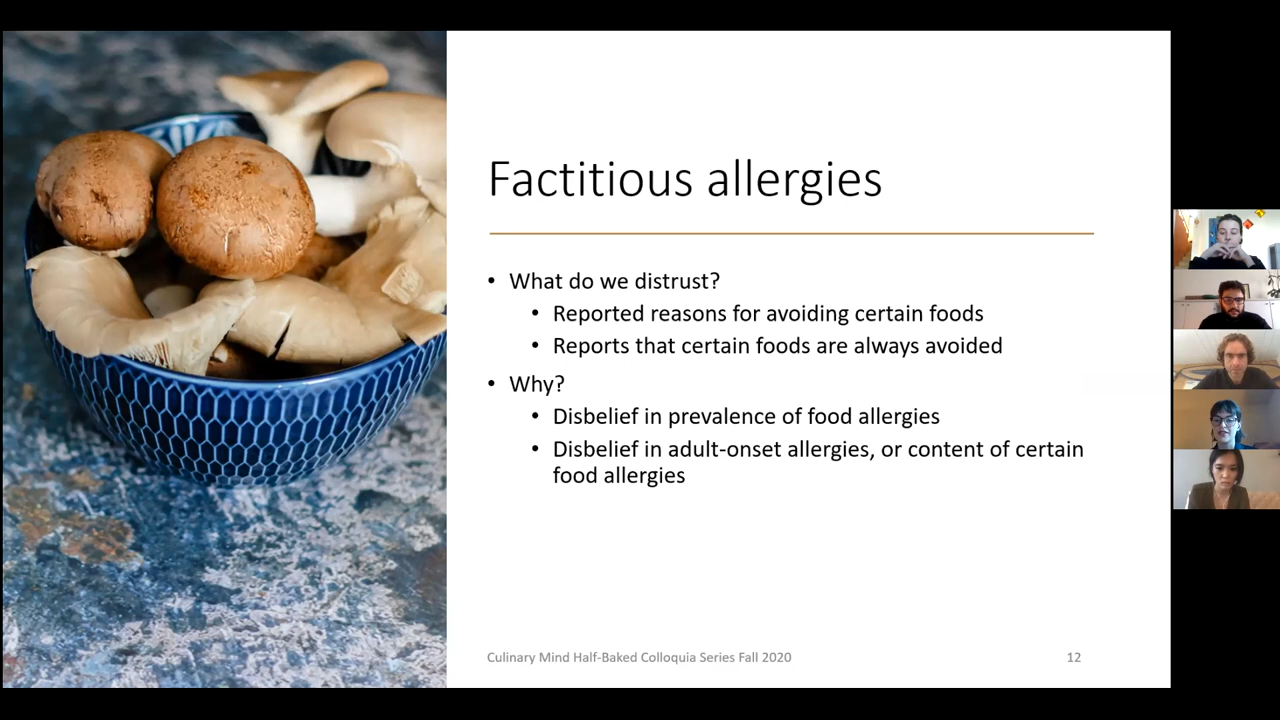 Factitious allergies
• What do we distrust?
• Reported reasons for avoiding certain foods
• Reports that certain foods are always avoided
• Why?
• Disbelief in prevalence of food allergies
• Disbelief in adult-onset allergies, or content of certain
food allergies
Culinary Mind Half-Baked Colloquia Series Fall 2020
12